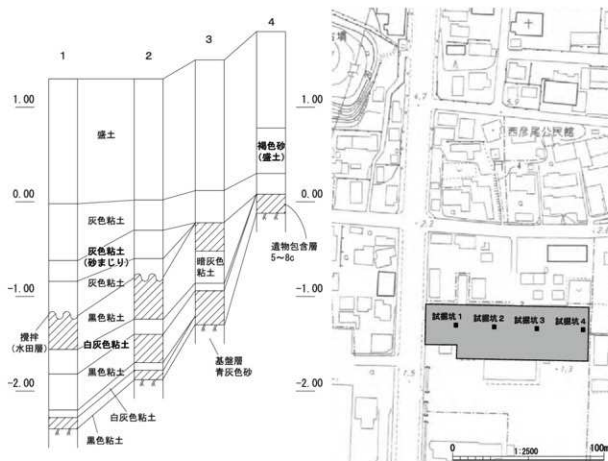 1
2
3
4
1.00
0.00
-1.00
-2.00
盛土
灰色粘土
灰色粘土
(砂まじり)
灰色粘土
黒色粘土
攪拌
(水田層)
白灰色粘土
黒色粘土
白灰色粘土
黒色粘土
暗灰色
粘土
基盤層
青灰色砂
褐色砂
(盛土)
遺物包含層
5~8c
1.00
0.00
-1.00
-2.00
西彦尾公民館
試掘坑1
試掘坑2
試掘坑3
試掘坑4
0
1:2500
100m